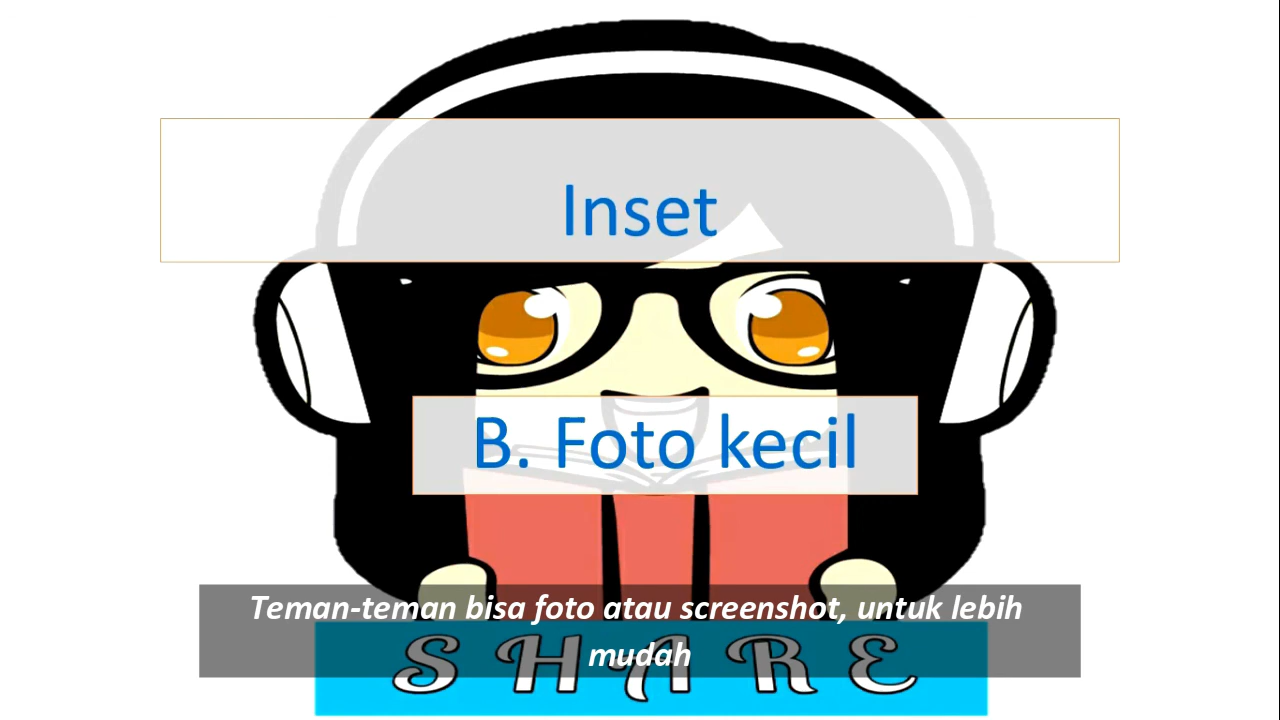 Inset
B. Foto kecil
Teman-teman bisa foto atau screenshot, untuk lebih
mudah
SHARE